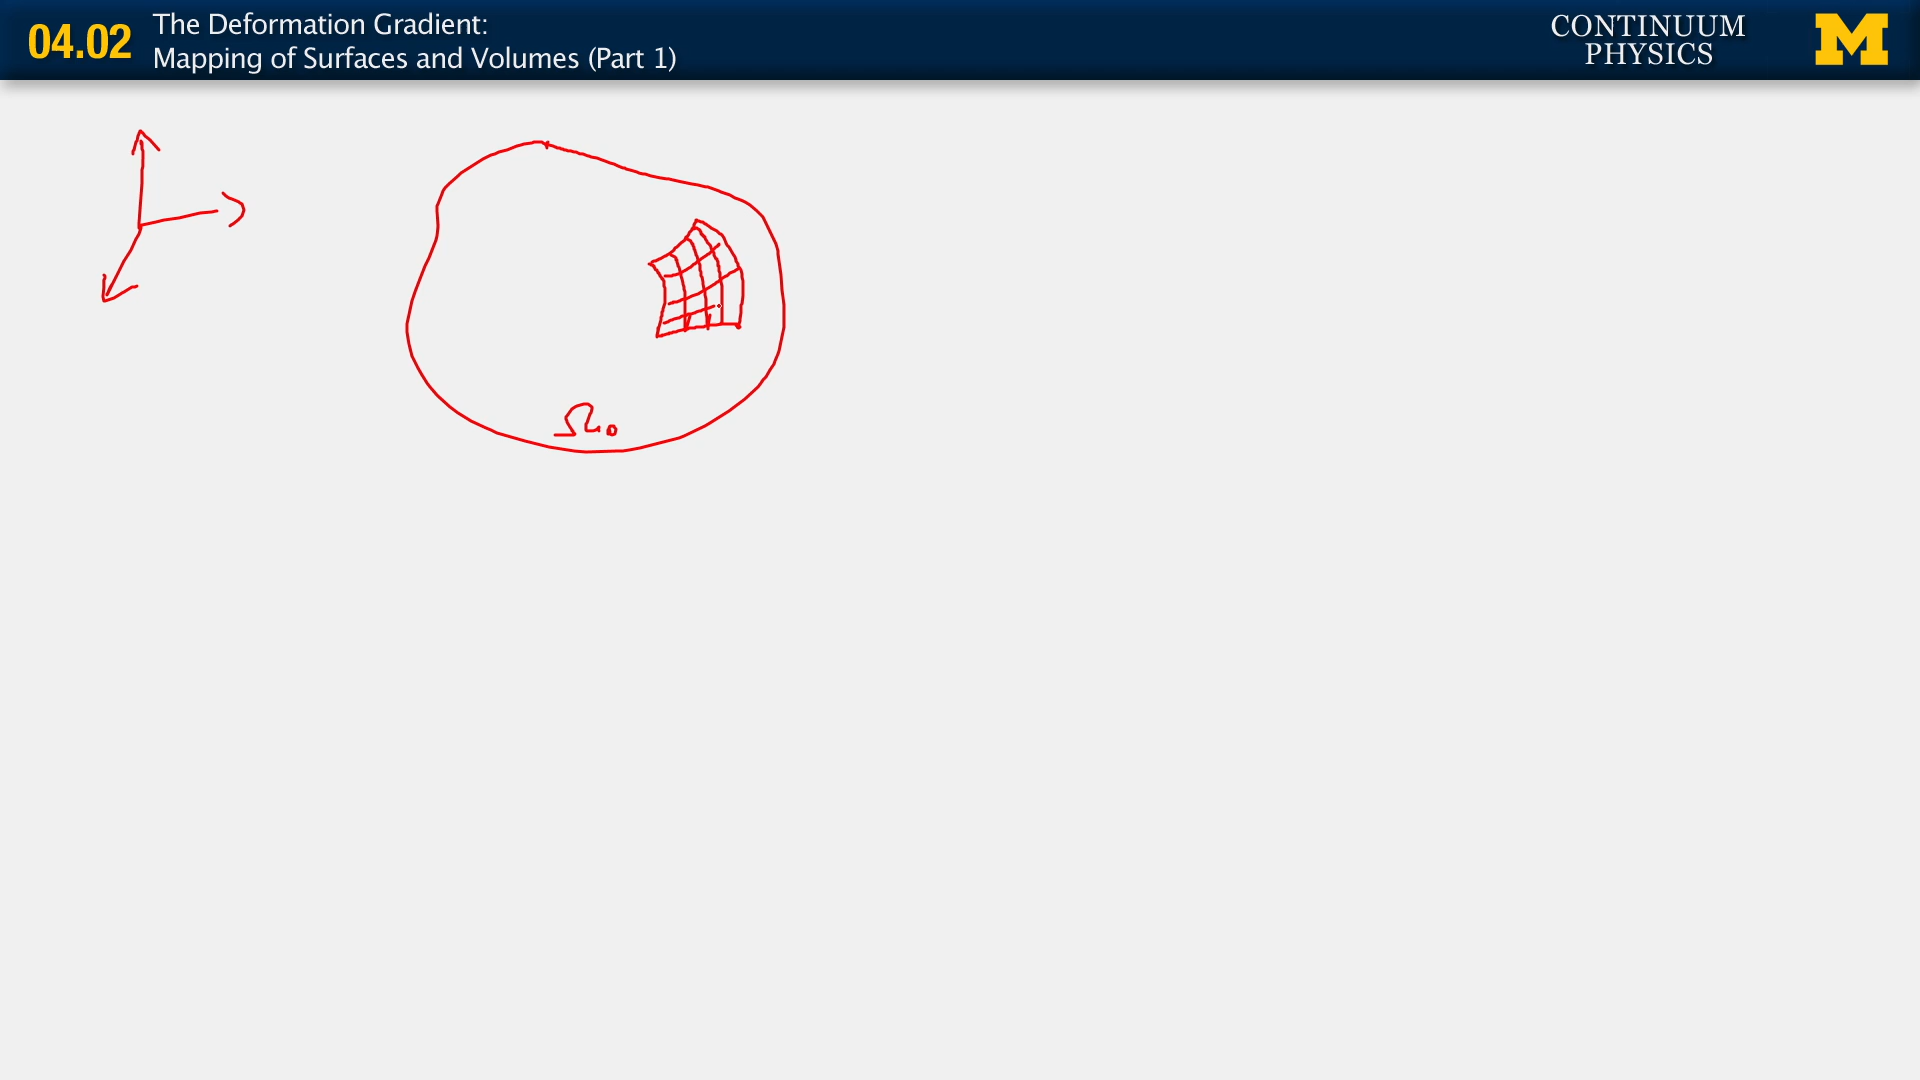 04.02
The Deformation Gradient:
Mapping of Surfaces and Volumes (Part 1)
CONTINUUM
PHYSICS
M
Ω₀